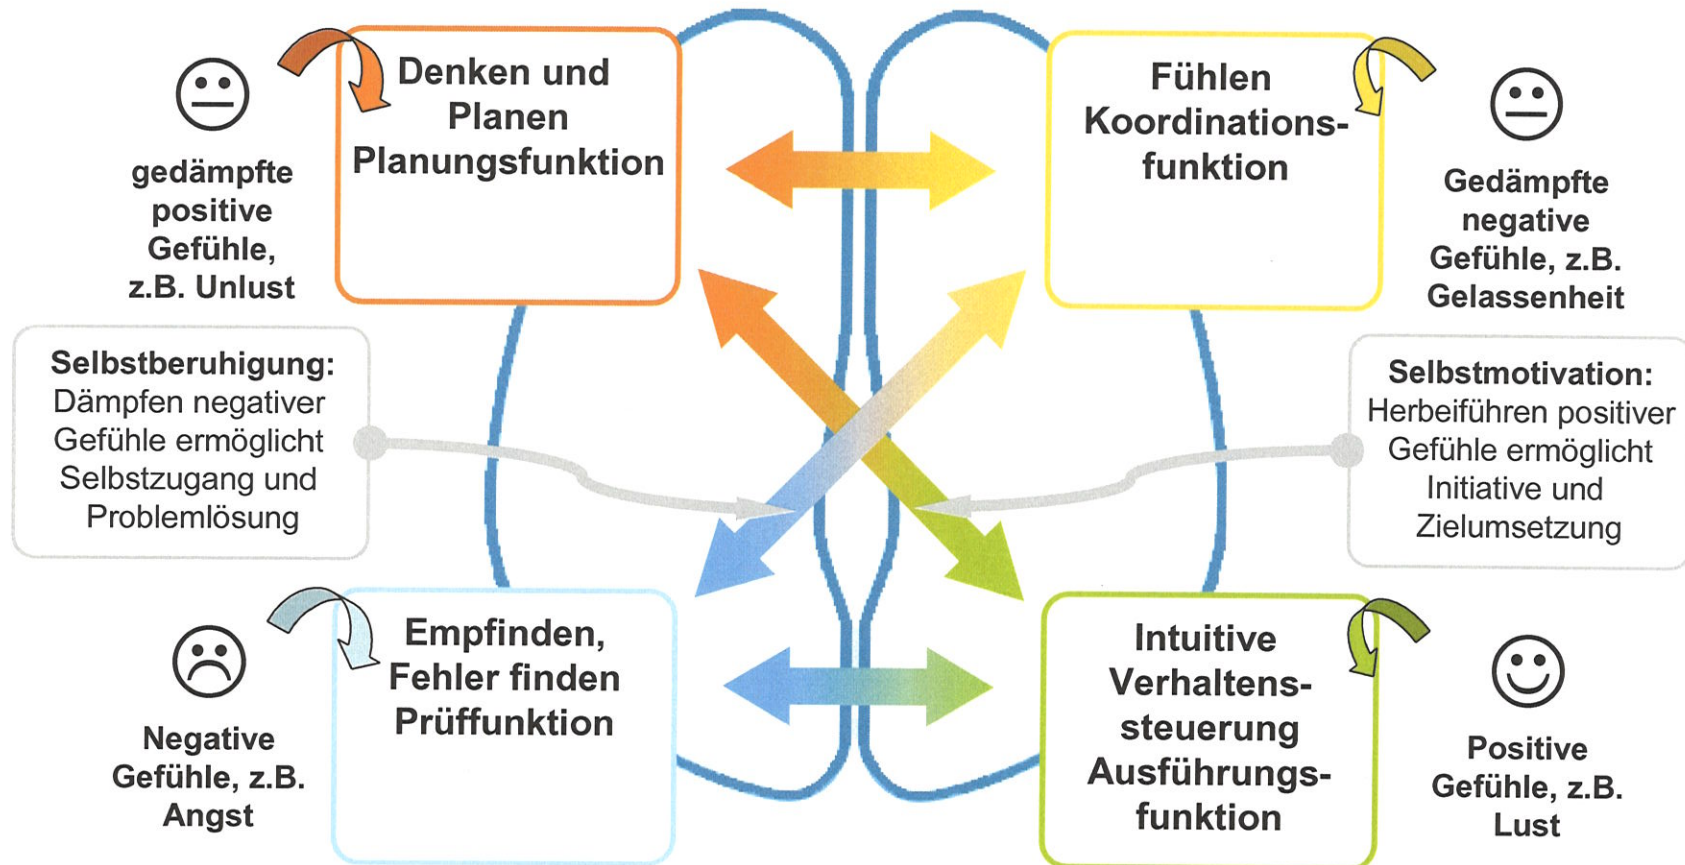 Denken und
Planen
Planungsfunktion
Fühlen
Koordinations-
funktion
gedämpfte
positive
Gefühle,
z.B. Unlust
Gedämpfte
negative
Gefühle, z.B.
Gelassenheit
Selbstberuhigung:
Dämpfen negativer
Gefühle ermöglicht
Selbstzugang und
Problemlösung
Selbstmotivation:
Herbeiführen positiver
Gefühle ermöglicht
Initiative und
Zielumsetzung
Empfinden,
Fehler finden
Prüffunktion
Intuitive
Verhaltens-
steuerung
Ausführungs-
funktion
Negative
Gefühle, z.B.
Angst
Positive
Gefühle, z.B.
Lust